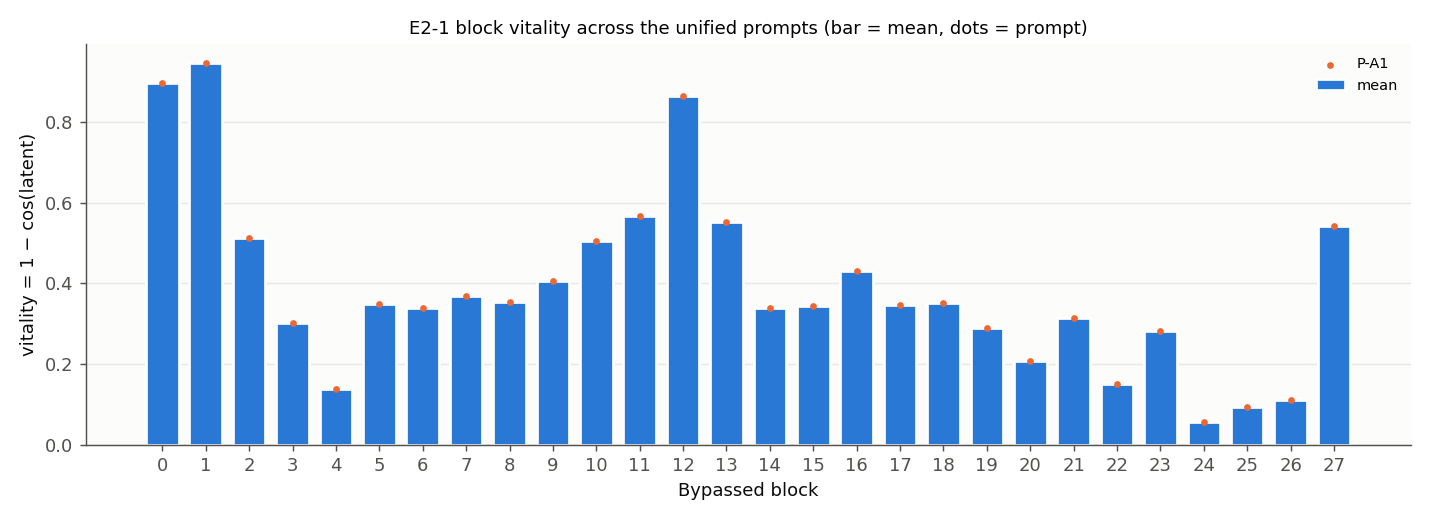 E2-1 block vitality across the unified prompts (bar = mean, dots = prompt)
P-A1
mean
vitality = 1 − cos(latent)
0.8
0.6
0.4
0.2
0.0
0 1 2 3 4 5 6 7 8 9 10 11 12 13 14 15 16 17 18 19 20 21 22 23 24 25 26 27
Bypassed block